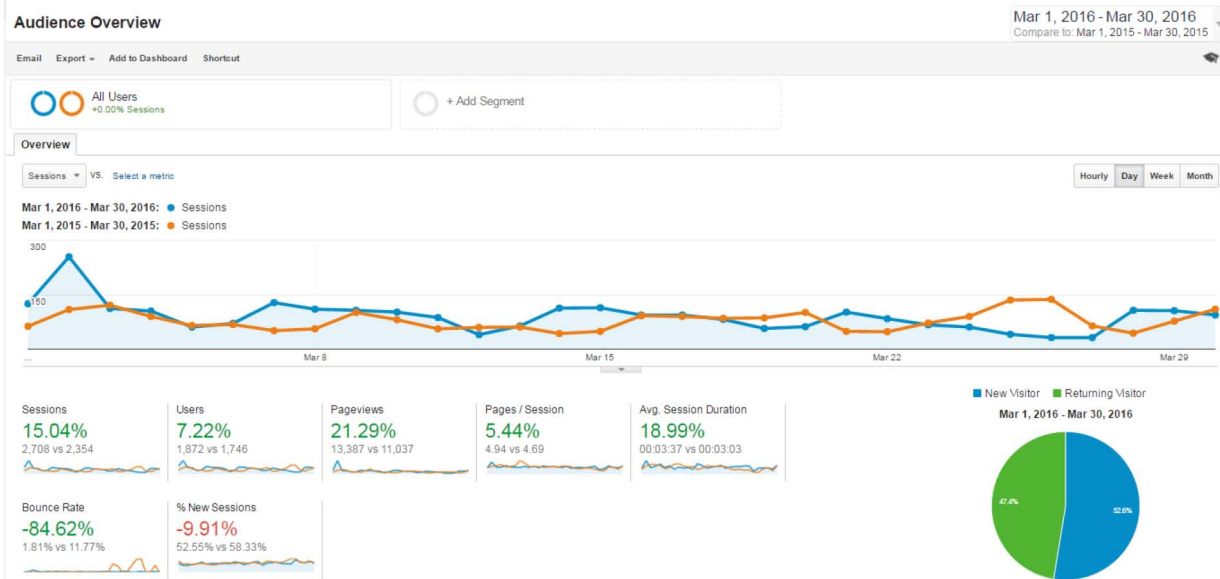 Audience Overview
Mar 1, 2016 - Mar 30, 2016
Compare to: Mar 1, 2015 - Mar 30, 2015
Email Export Add to Dashboard Shortcut
All Users
+0.00% Sessions
+ Add Segment
Overview
Sessions VS. Select a metric
Hourly Day Week Month
Mar 1, 2016 - Mar 30, 2016: Sessions
Mar 1, 2015 - Mar 30, 2015: Sessions
300
150
... Mar 8 Mar 15 Mar 22 Mar 29
Sessions
15.04%
2,708 vs 2,354
Users
7.22%
1,872 vs 1,746
Pageviews
21.29%
13,387 vs 11,037
Pages / Session
5.44%
4.94 vs 4.69
Avg. Session Duration
18.99%
00:03:37 vs 00:03:03
Bounce Rate
-84.62%
1.81% vs 11.77%
% New Sessions
-9.91%
52.55% vs 58.33%
New Visitor Returning Visitor
Mar 1, 2016 - Mar 30, 2016
47.4%
52.6%